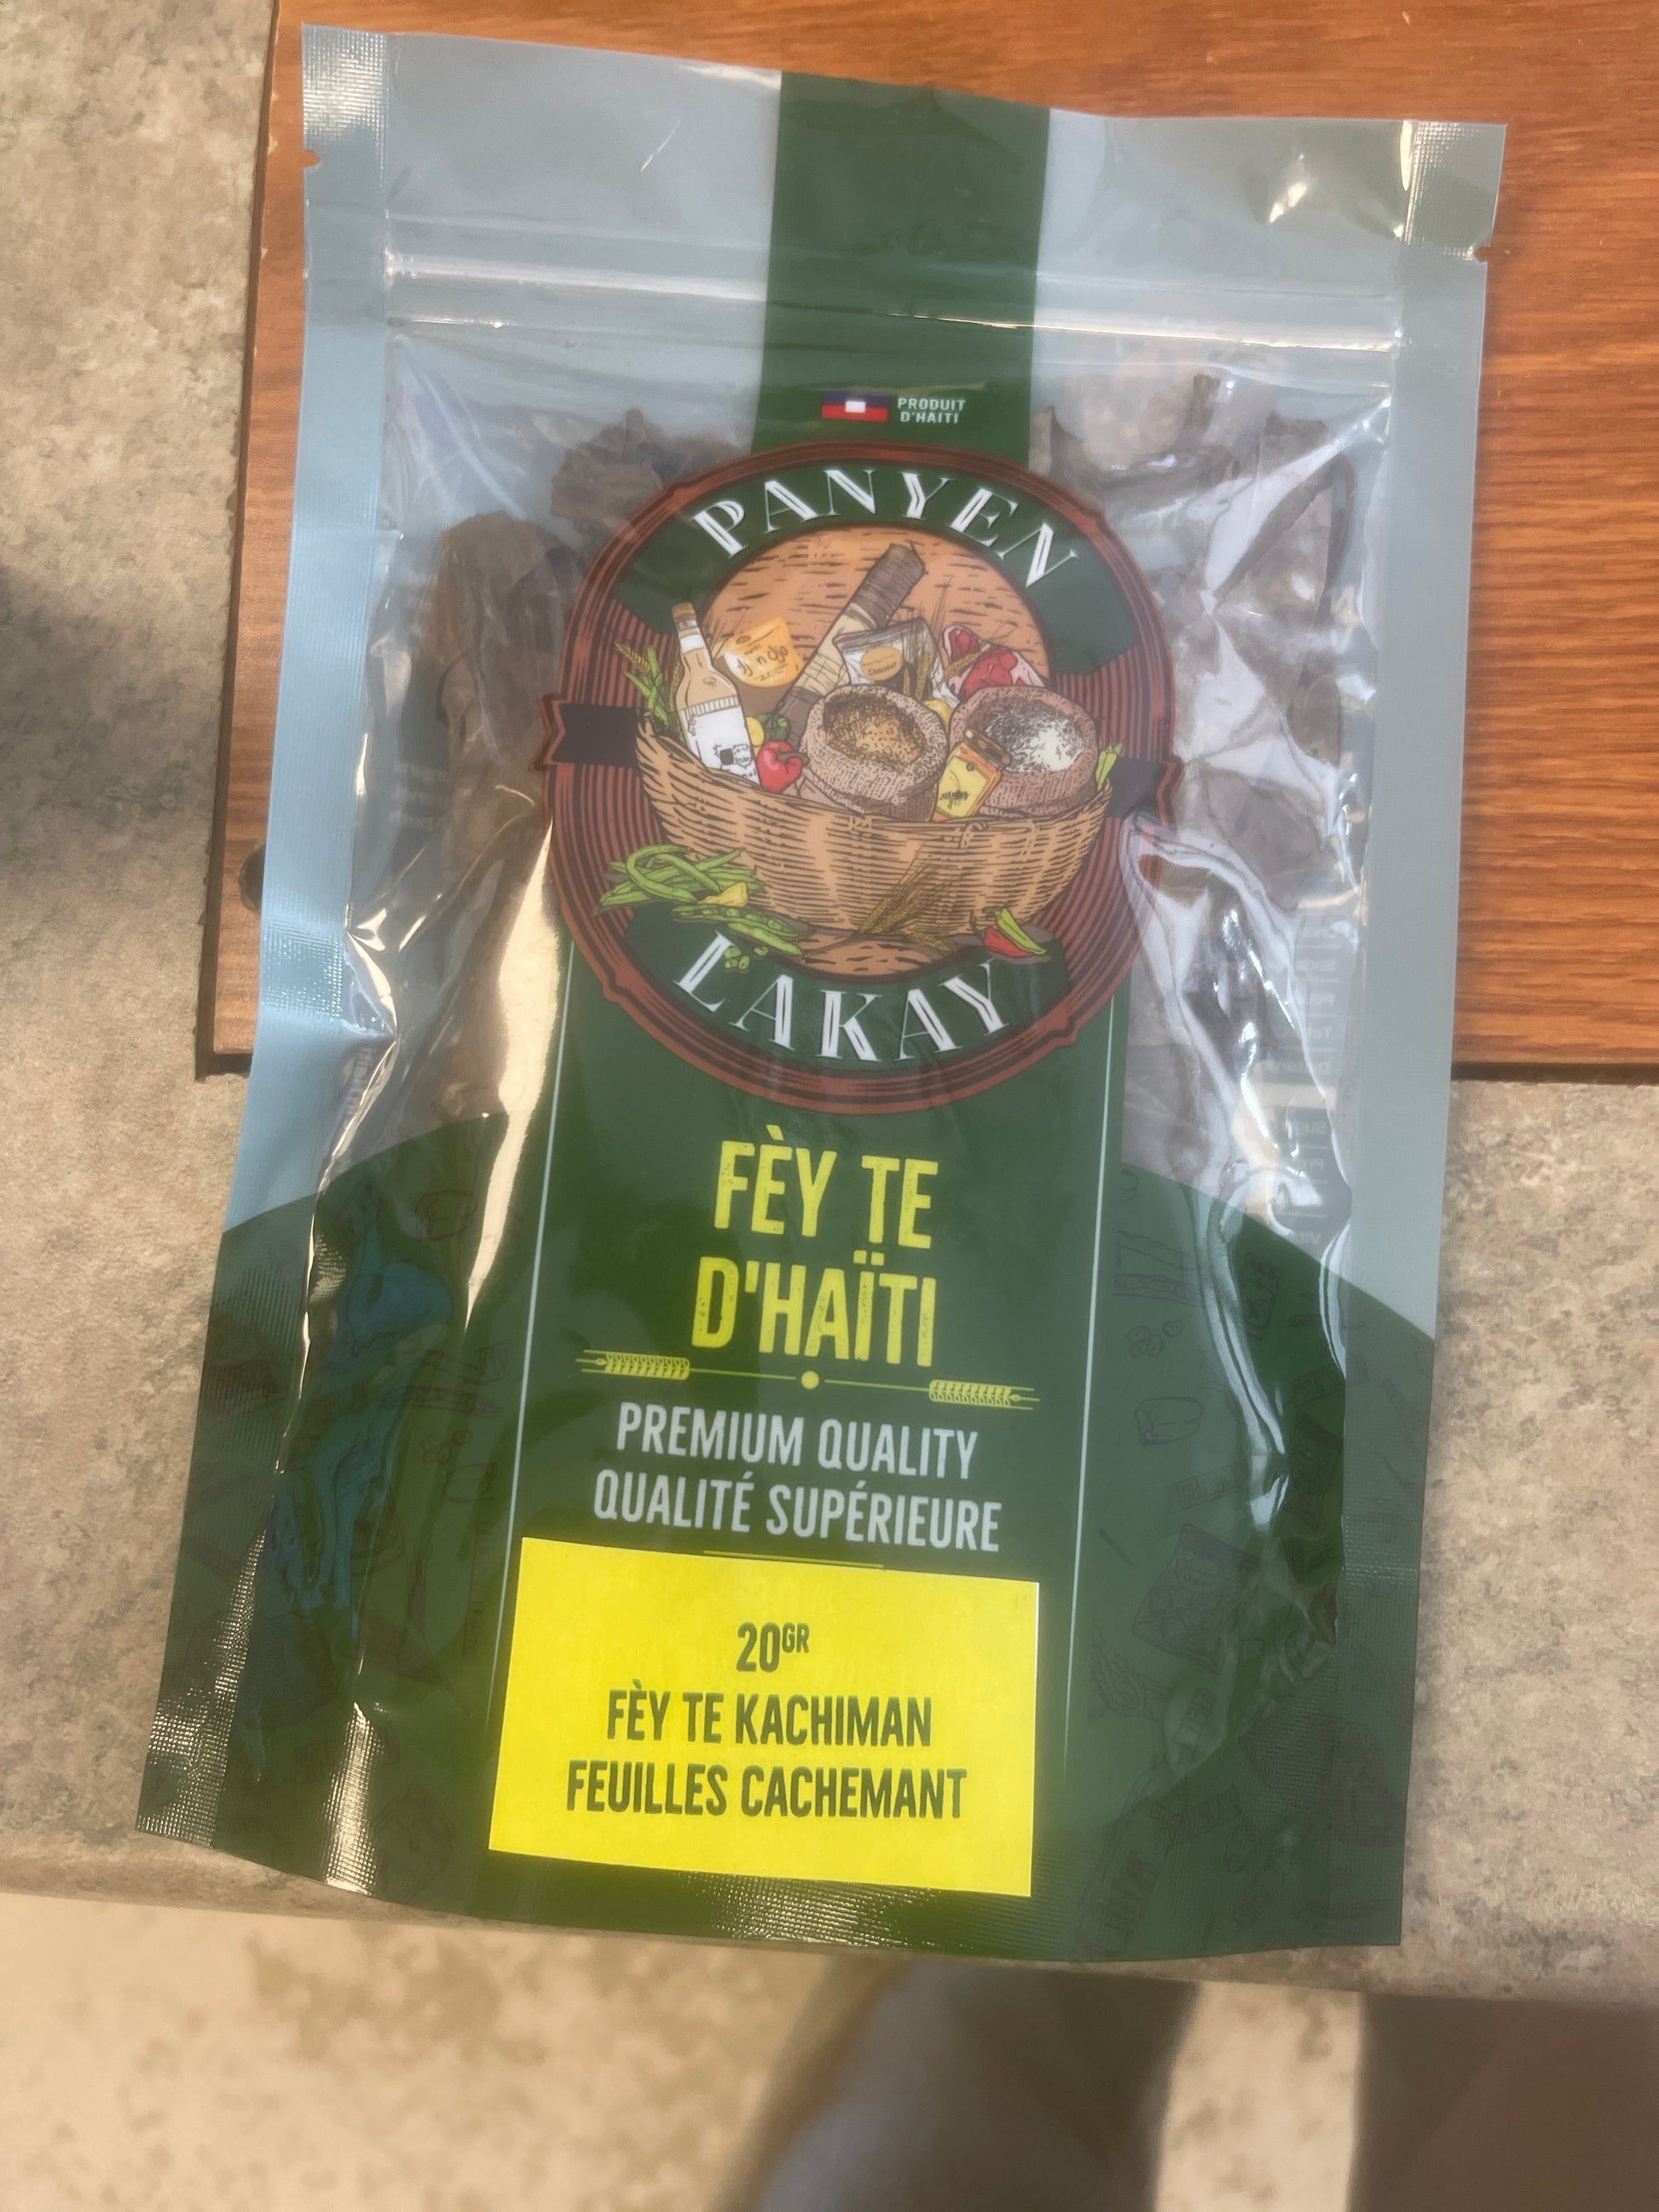 PRODUIT
D'HAITI
PANYEN
LAKAY
FÈY TE
D'HAÏTI
PREMIUM QUALITY
QUALITÉ SUPÉRIEURE
20GR
FÈY TE KACHIMAN
FEUILLES CACHEMANT